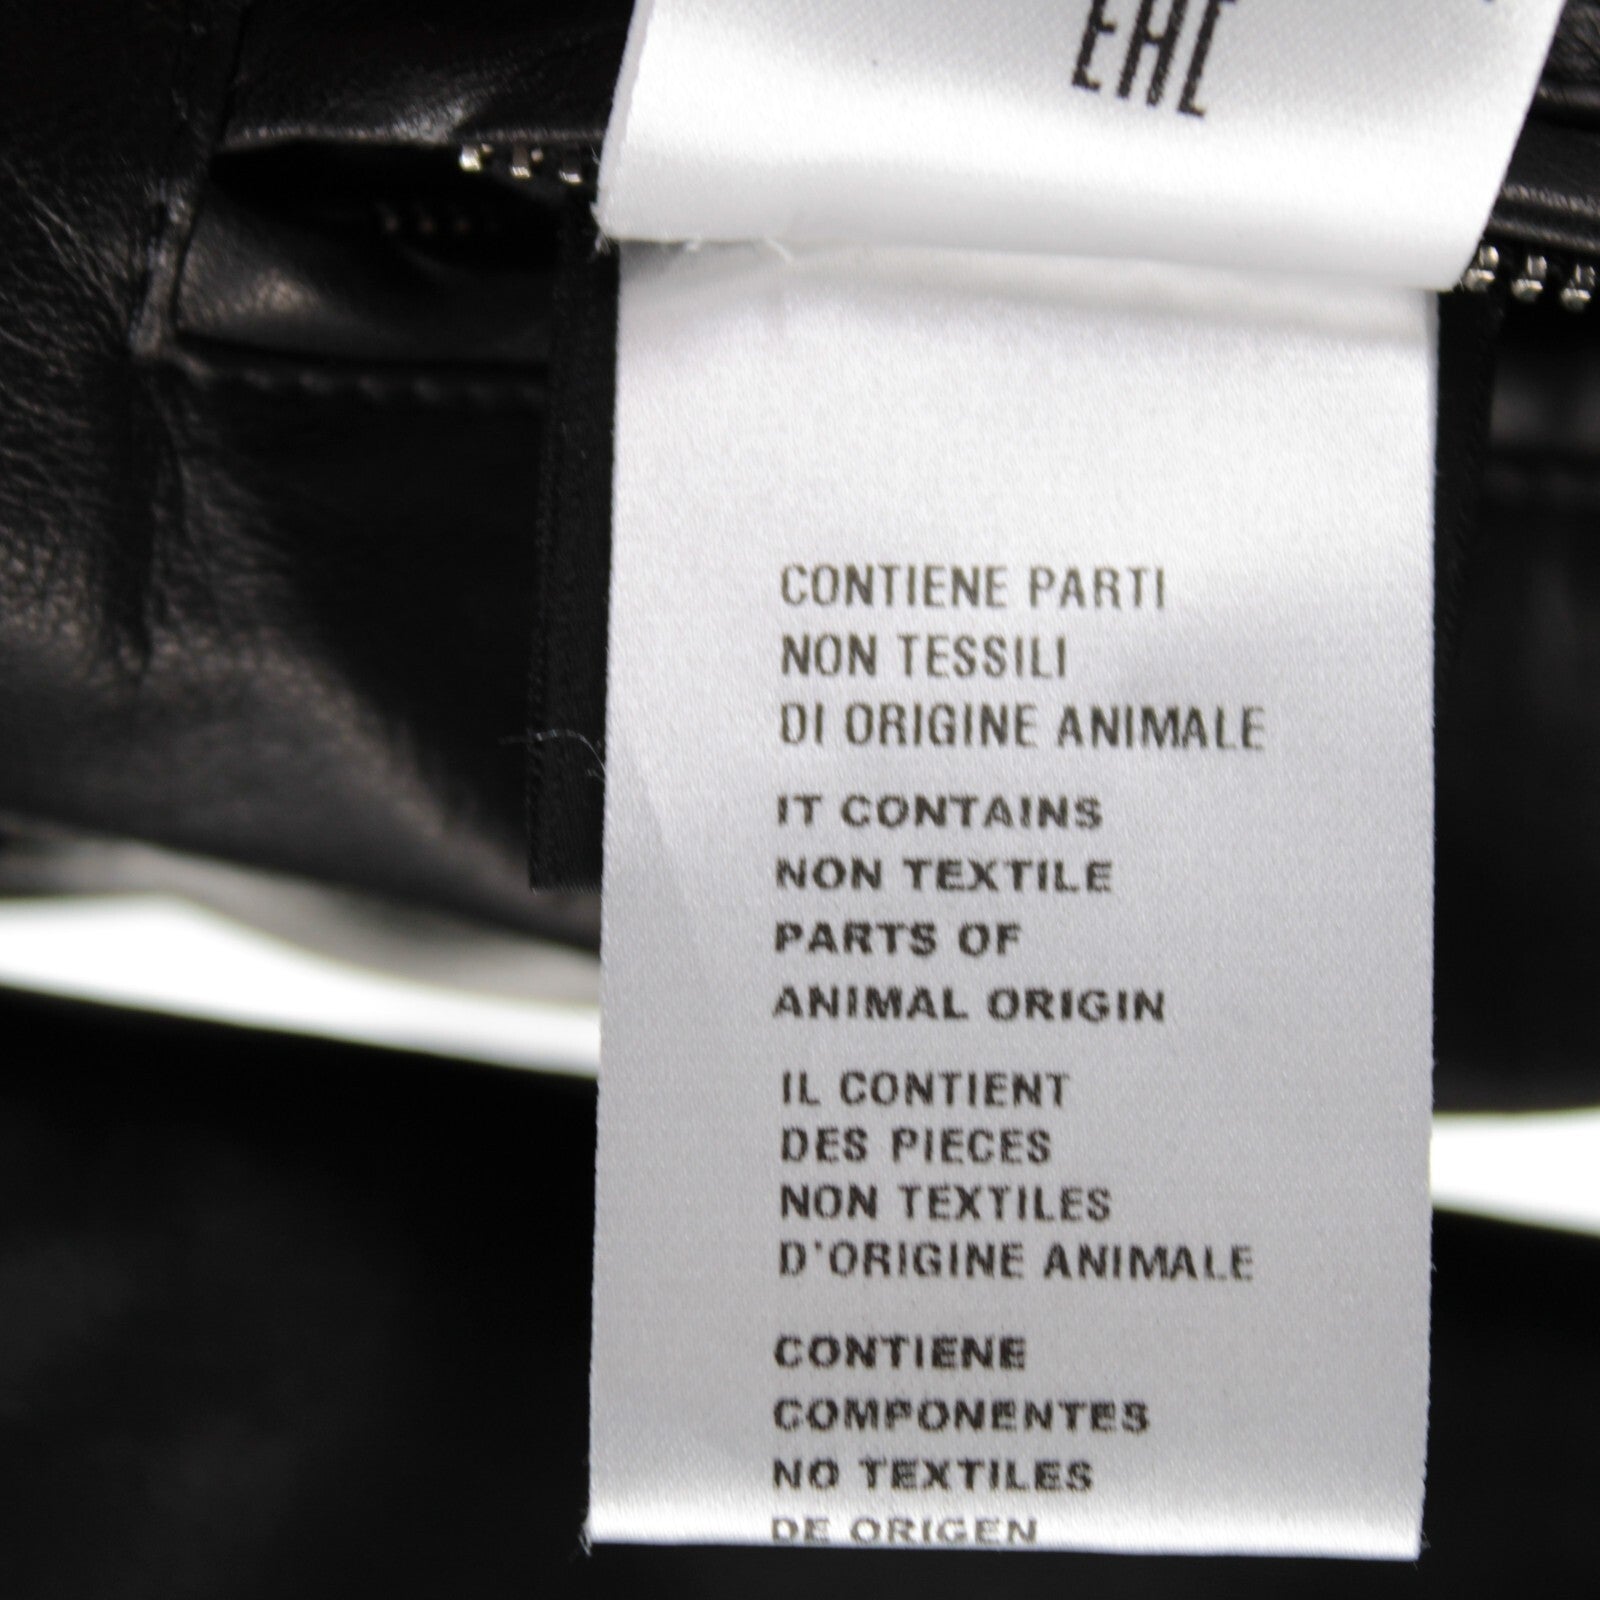 EAC
CONTIENE PARTI
NON TESSILI
DI ORIGINE ANIMALE
IT CONTAINS
NON TEXTILE
PARTS OF
ANIMAL ORIGIN
IL CONTIENT
DES PIECES
NON TEXTILES
D'ORIGINE ANIMALE
CONTIENE
COMPONENTES
NO TEXTILES
DE ORIGEN